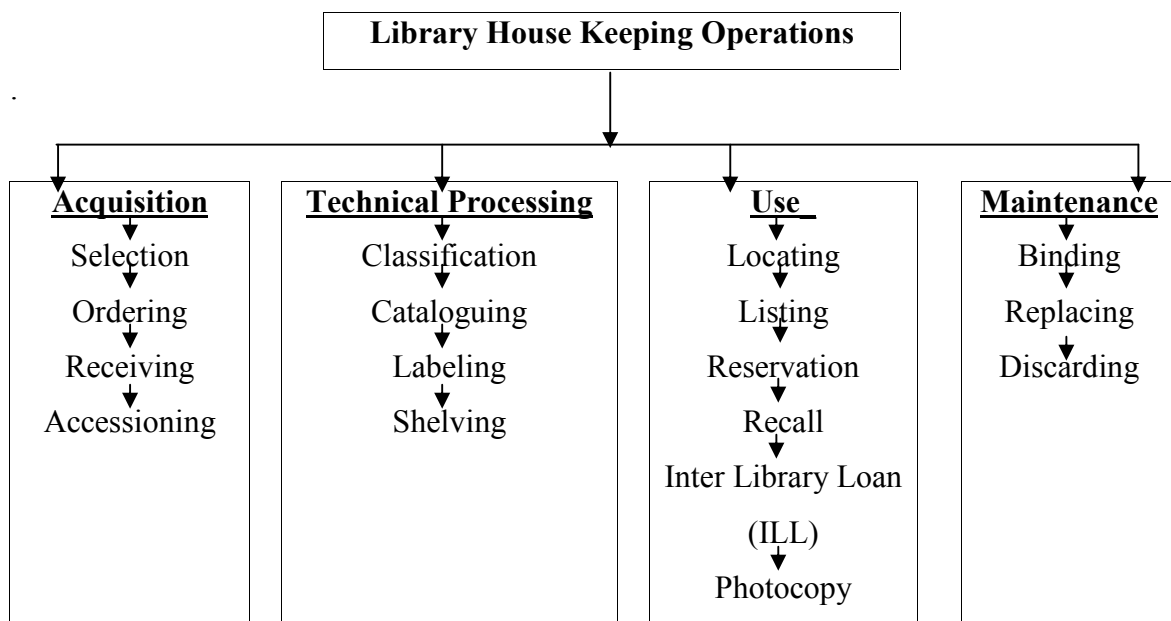 Library House Keeping Operations
.
Acquisition
Selection
Ordering
Receiving
Accessioning
Technical Processing
Classification
Cataloguing
Labeling
Shelving
Use_
Locating
Listing
Reservation
Recall
Inter Library Loan
(ILL)
Photocopy
Maintenance
Binding
Replacing
Discarding